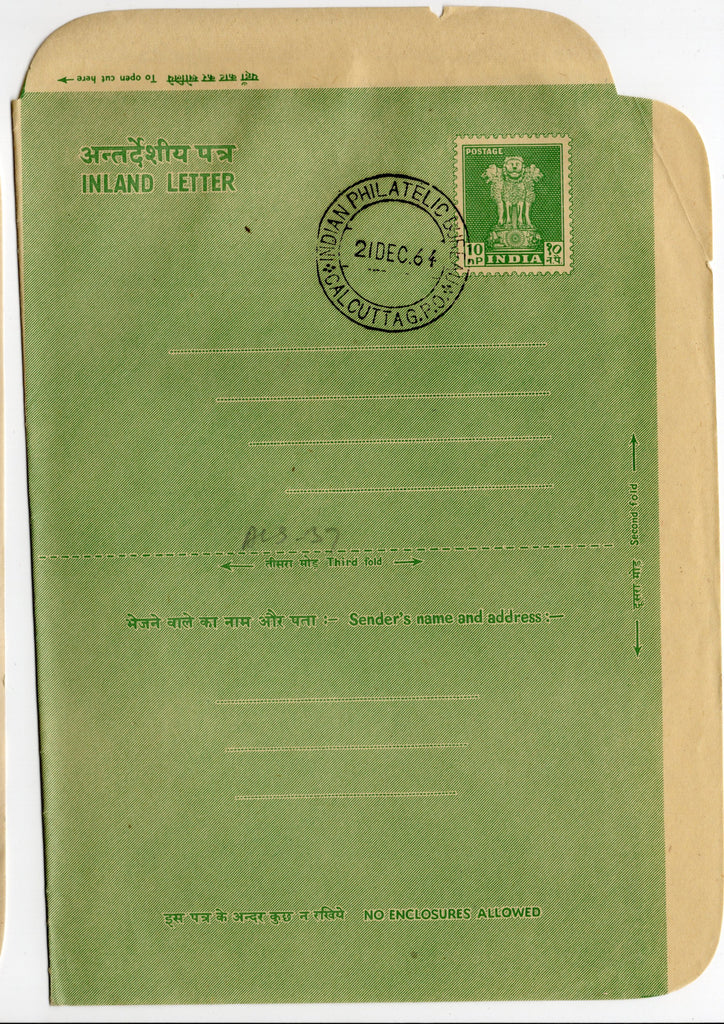 To open cut here यहाँ काट कर खोलिये
अन्तर्देशीय पत्र
INLAND LETTER
POSTAGE
10 nP INDIA १० न.पै.
INDIAN PHILATELIC BUREAU
21 DEC. 64
CALCUTTA G.P.O.
तीसरा मोड़ Third fold
दूसरा मोड़ Second fold
भेजने वाले का नाम और पता :- Sender's name and address:-
इस पत्र के अन्दर कुछ न रखिये NO ENCLOSURES ALLOWED